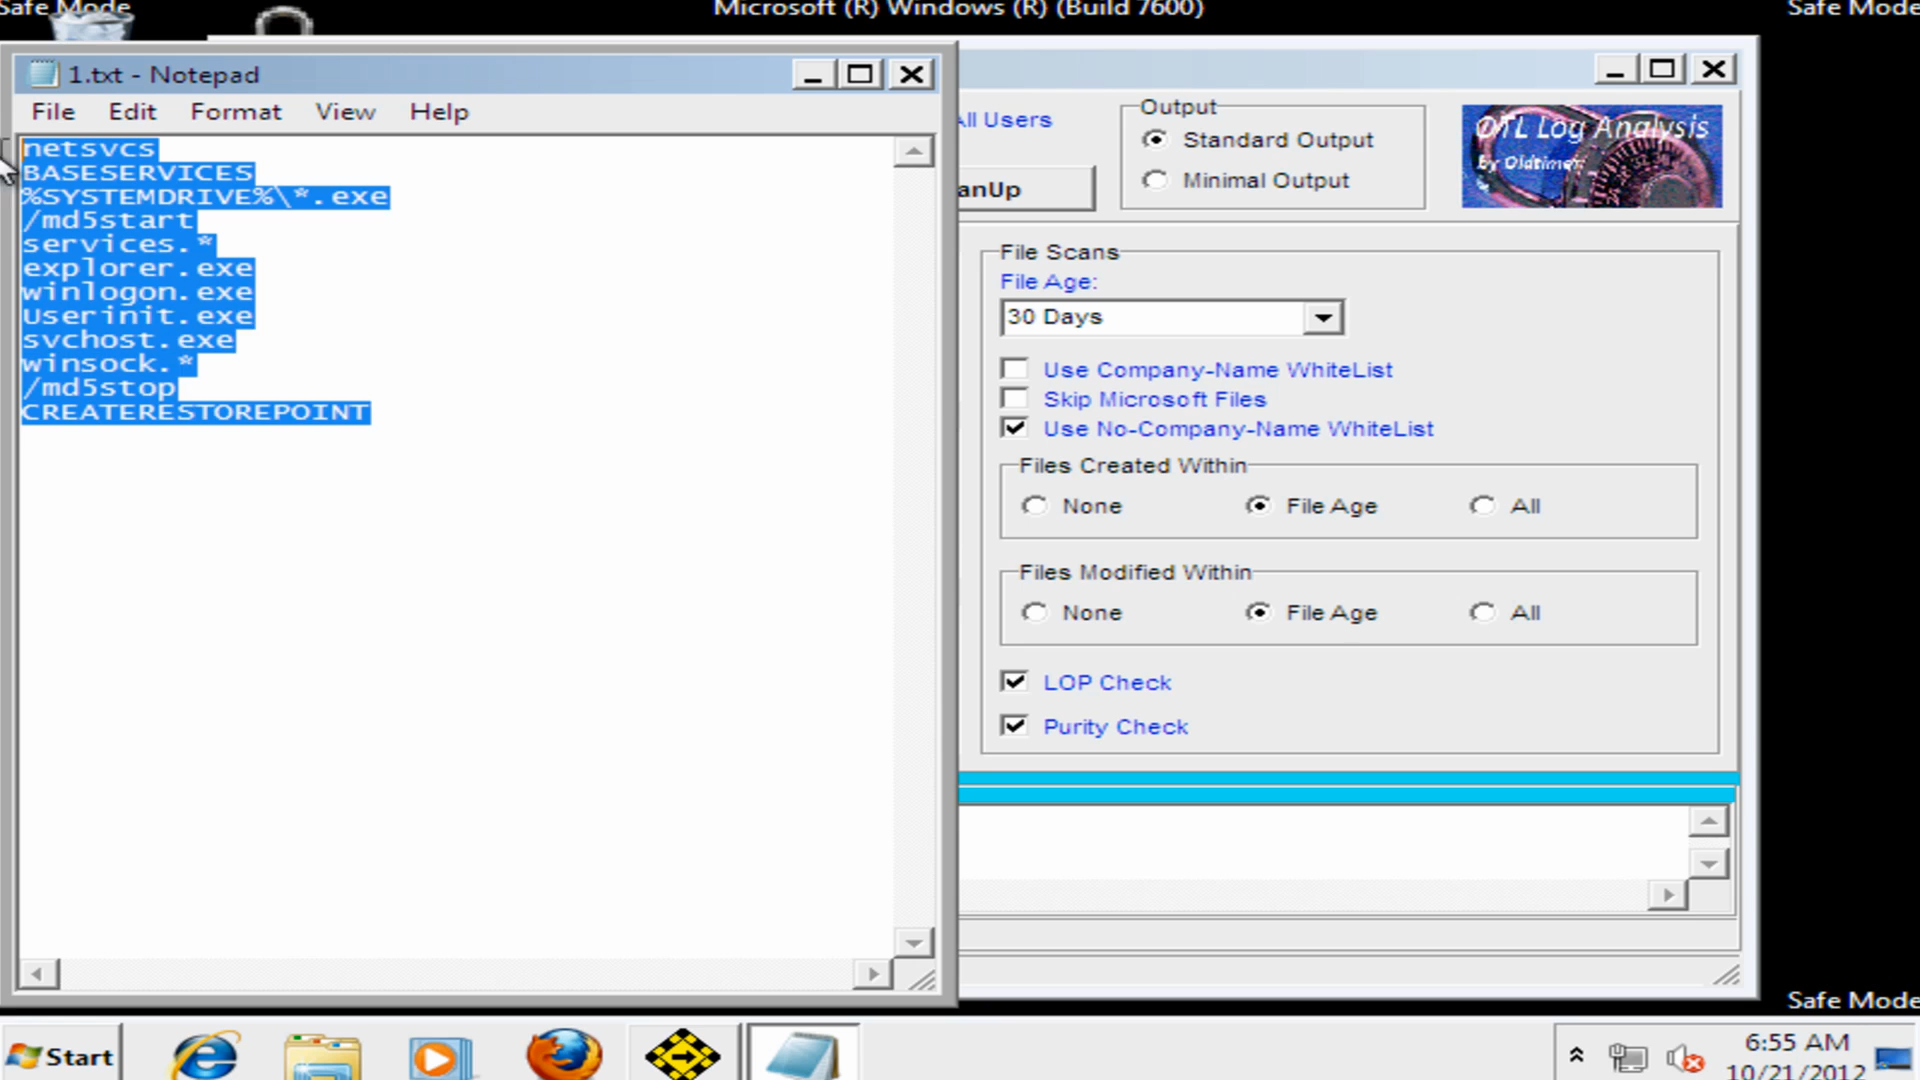 Safe Mode
Microsoft (R) Windows (R) (Build 7600)
Safe Mode
1.txt - Notepad
File Edit Format View Help
netsvcs
BASESERVICES
%SYSTEMDRIVE%\*.exe
/md5start
services.*
explorer.exe
winlogon.exe
Userinit.exe
svchost.exe
winsock.*
/md5stop
CREATERESTOREPOINT
All Users
anUp
Output
Standard Output
Minimal Output
OTL Log Analysis
By Oldtimer
File Scans
File Age:
30 Days
Use Company-Name WhiteList
Skip Microsoft Files
Use No-Company-Name WhiteList
Files Created Within
None File Age All
Files Modified Within
None File Age All
LOP Check
Purity Check
Safe Mode
Start
6:55 AM
10/21/2012